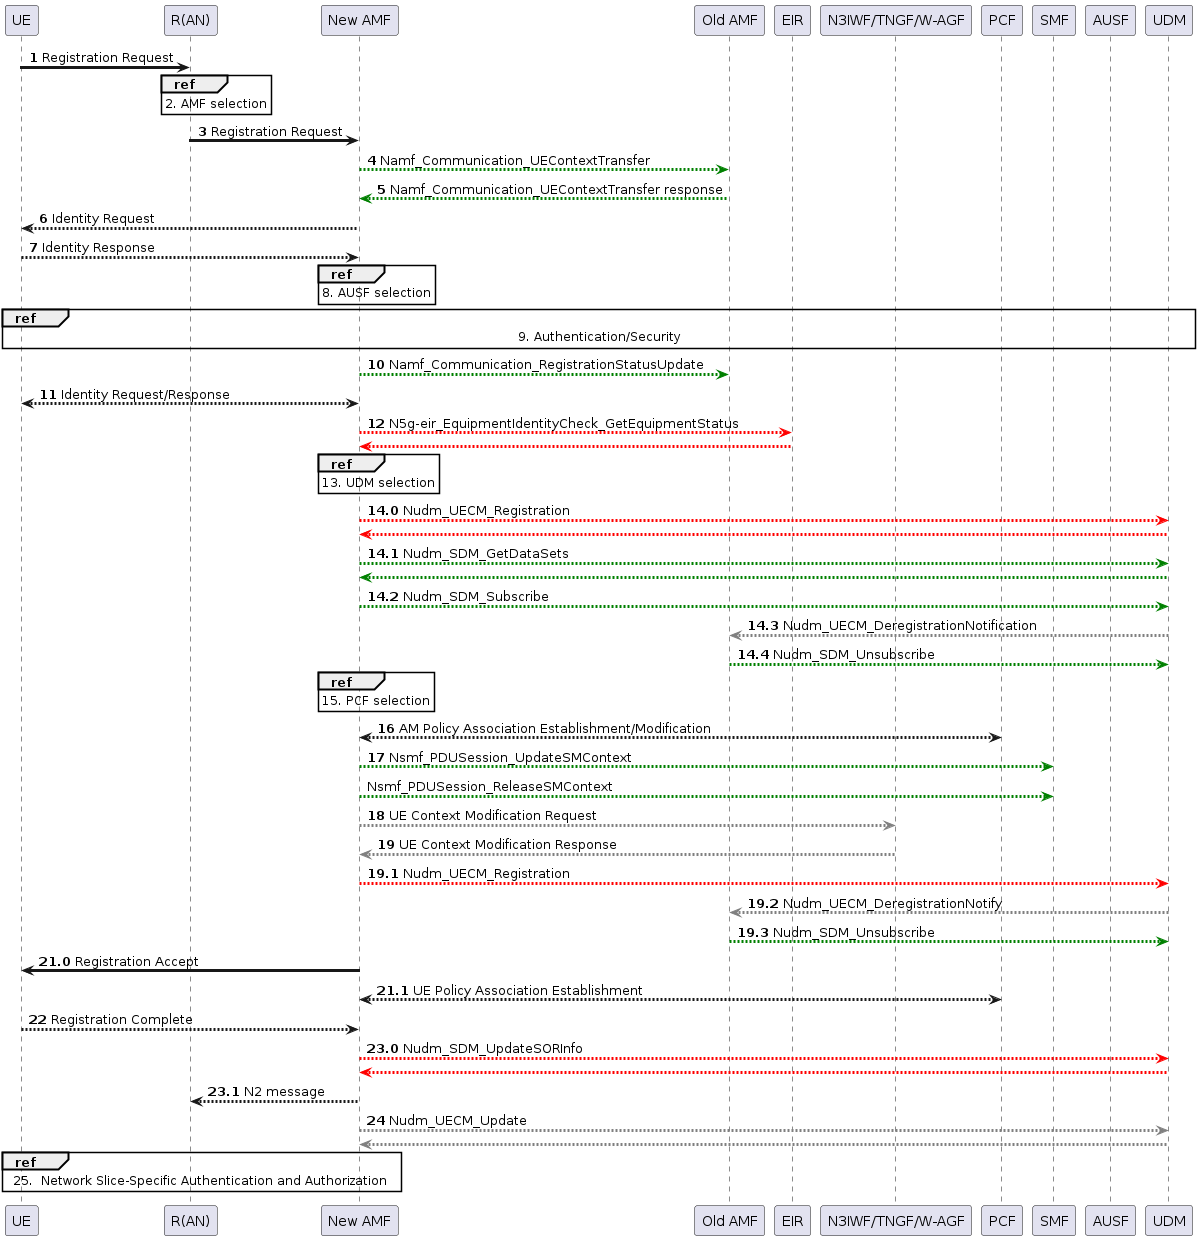 UE R(AN) New AMF Old AMF EIR N3IWF/TNGF/W-AGF PCF SMF AUSF UDM
1 Registration Request
ref
2. AMF selection
3 Registration Request
4 Namf_Communication_UEContextTransfer
5 Namf_Communication_UEContextTransfer response
6 Identity Request
7 Identity Response
ref
8. AUSF selection
ref
9. Authentication/Security
10 Namf_Communication_RegistrationStatusUpdate
11 Identity Request/Response
12 N5g-eir_EquipmentIdentityCheck_GetEquipmentStatus
ref
13. UDM selection
14.0 Nudm_UECM_Registration
14.1 Nudm_SDM_GetDataSets
14.2 Nudm_SDM_Subscribe
14.3 Nudm_UECM_DeregistrationNotification
14.4 Nudm_SDM_Unsubscribe
ref
15. PCF selection
16 AM Policy Association Establishment/Modification
17 Nsmf_PDUSession_UpdateSMContext
Nsmf_PDUSession_ReleaseSMContext
18 UE Context Modification Request
19 UE Context Modification Response
19.1 Nudm_UECM_Registration
19.2 Nudm_UECM_DeregistrationNotify
19.3 Nudm_SDM_Unsubscribe
21.0 Registration Accept
21.1 UE Policy Association Establishment
22 Registration Complete
23.0 Nudm_SDM_UpdateSORInfo
23.1 N2 message
24 Nudm_UECM_Update
ref
25. Network Slice-Specific Authentication and Authorization
UE R(AN) New AMF Old AMF EIR N3IWF/TNGF/W-AGF PCF SMF AUSF UDM